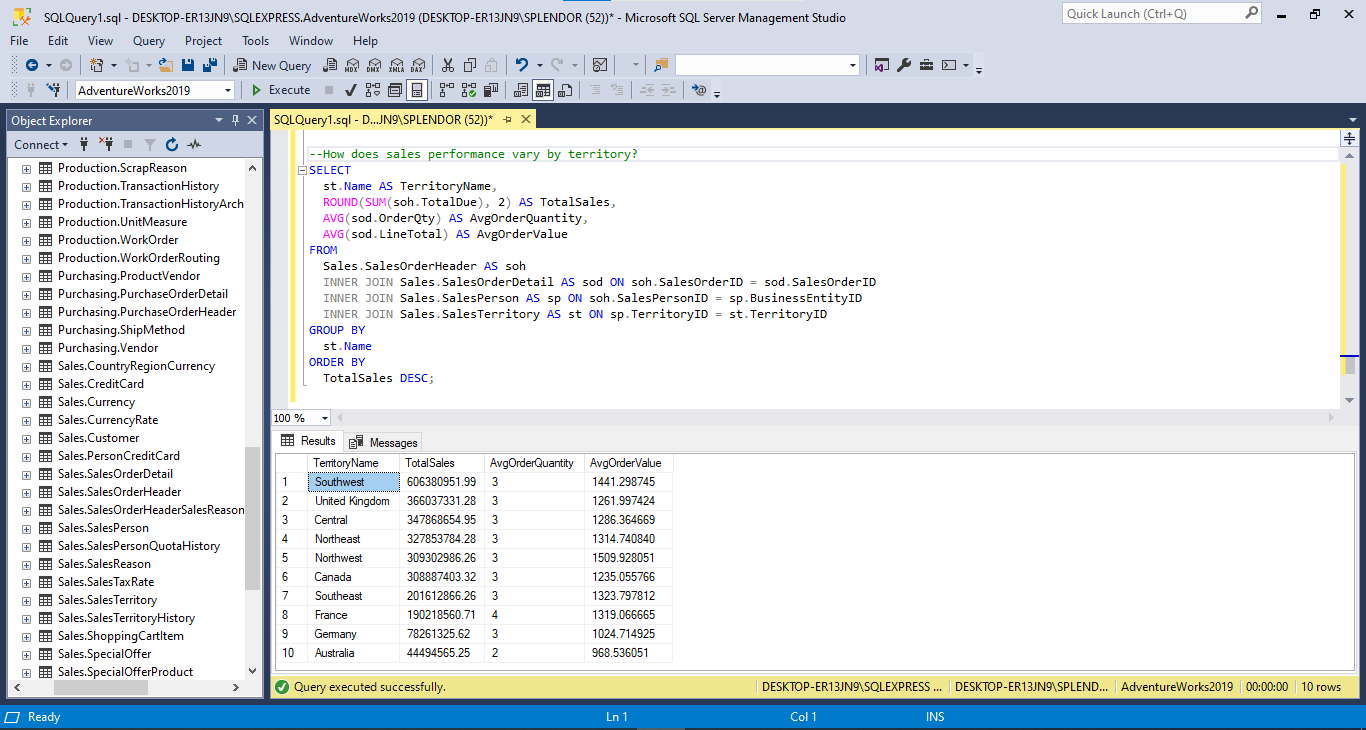 SQLQuery1.sql - DESKTOP-ER13JN9\SQLEXPRESS.AdventureWorks2019 (DESKTOP-ER13JN9\SPLENDOR (52))* - Microsoft SQL Server Management Studio
Quick Launch (Ctrl+Q)
File Edit View Query Project Tools Window Help
New Query MDX DMX XMLA DAX
AdventureWorks2019 Execute
Object Explorer
Connect
Production.ScrapReason
Production.TransactionHistory
Production.TransactionHistoryArch
Production.UnitMeasure
Production.WorkOrder
Production.WorkOrderRouting
Purchasing.ProductVendor
Purchasing.PurchaseOrderDetail
Purchasing.PurchaseOrderHeader
Purchasing.ShipMethod
Purchasing.Vendor
Sales.CountryRegionCurrency
Sales.CreditCard
Sales.Currency
Sales.CurrencyRate
Sales.Customer
Sales.PersonCreditCard
Sales.SalesOrderDetail
Sales.SalesOrderHeader
Sales.SalesOrderHeaderSalesReason
Sales.SalesPerson
Sales.SalesPersonQuotaHistory
Sales.SalesReason
Sales.SalesTaxRate
Sales.SalesTerritory
Sales.SalesTerritoryHistory
Sales.ShoppingCartItem
Sales.SpecialOffer
Sales.SpecialOfferProduct
SQLQuery1.sql - D...JN9\SPLENDOR (52))*
--How does sales performance vary by territory?
SELECT
st.Name AS TerritoryName,
ROUND(SUM(soh.TotalDue), 2) AS TotalSales,
AVG(sod.OrderQty) AS AvgOrderQuantity,
AVG(sod.LineTotal) AS AvgOrderValue
FROM
Sales.SalesOrderHeader AS soh
INNER JOIN Sales.SalesOrderDetail AS sod ON soh.SalesOrderID = sod.SalesOrderID
INNER JOIN Sales.SalesPerson AS sp ON soh.SalesPersonID = sp.BusinessEntityID
INNER JOIN Sales.SalesTerritory AS st ON sp.TerritoryID = st.TerritoryID
GROUP BY
st.Name
ORDER BY
TotalSales DESC;
100 %
Results Messages
TerritoryName TotalSales AvgOrderQuantity AvgOrderValue
1 Southwest 606380951.99 3 1441.298745
2 United Kingdom 366037331.28 3 1261.997424
3 Central 347868654.95 3 1286.364669
4 Northeast 327853784.28 3 1314.740840
5 Northwest 309302986.26 3 1509.928051
6 Canada 308887403.32 3 1235.055766
7 Southeast 201612866.26 3 1323.797812
8 France 190218560.71 4 1319.066665
9 Germany 78261325.62 3 1024.714925
10 Australia 44494565.25 2 968.536051
Query executed successfully. DESKTOP-ER13JN9\SQLEXPRESS ... DESKTOP-ER13JN9\SPLEND... AdventureWorks2019 00:00:00 10 rows
Ready Ln 1 Col 1 INS